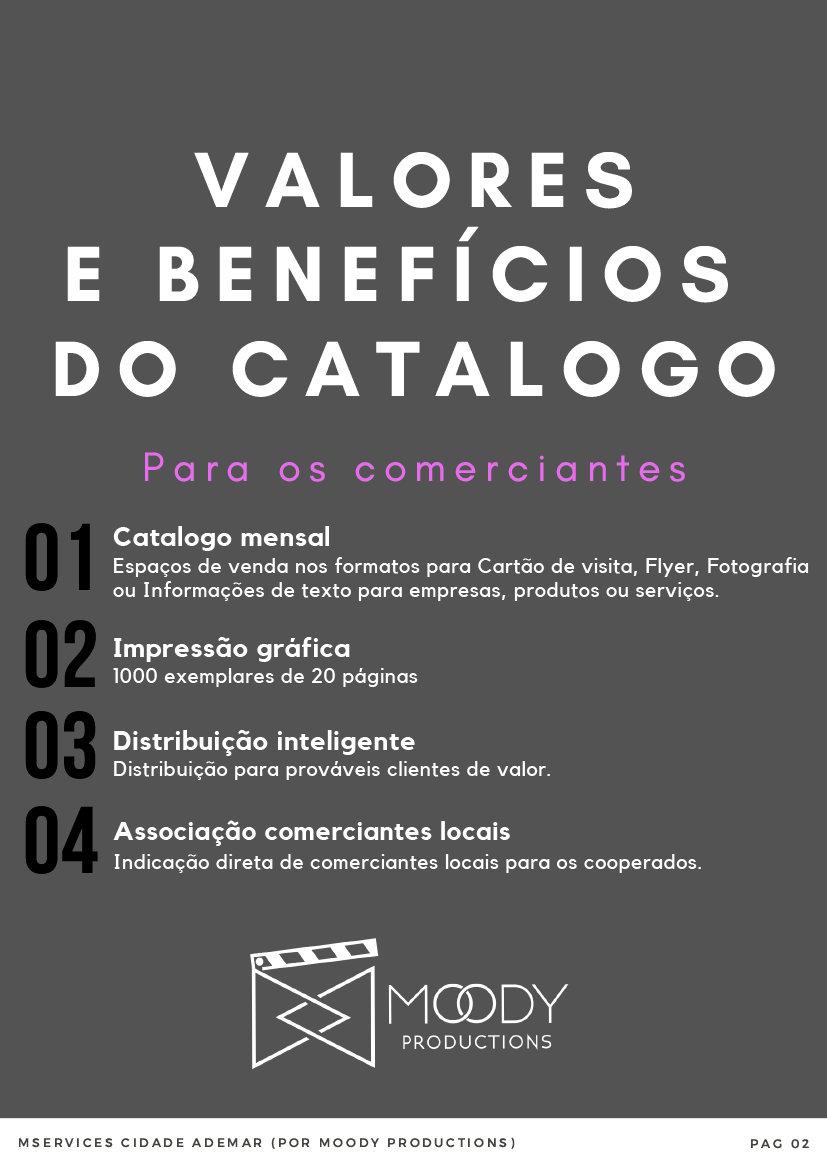 VALORES
E BENEFÍCIOS
DO CATALOGO
Para os comerciantes
01
Catalogo mensal
Espaços de venda nos formatos para Cartão de visita, Flyer, Fotografia
ou Informações de texto para empresas, produtos ou serviços.
02
Impressão gráfica
1000 exemplares de 20 páginas
03
Distribuição inteligente
Distribuição para prováveis clientes de valor.
04
Associação comerciantes locais
Indicação direta de comerciantes locais para os cooperados.
MOODY
PRODUCTIONS
MSERVICES CIDADE ADEMAR (POR MOODY PRODUCTIONS)
PAG 02